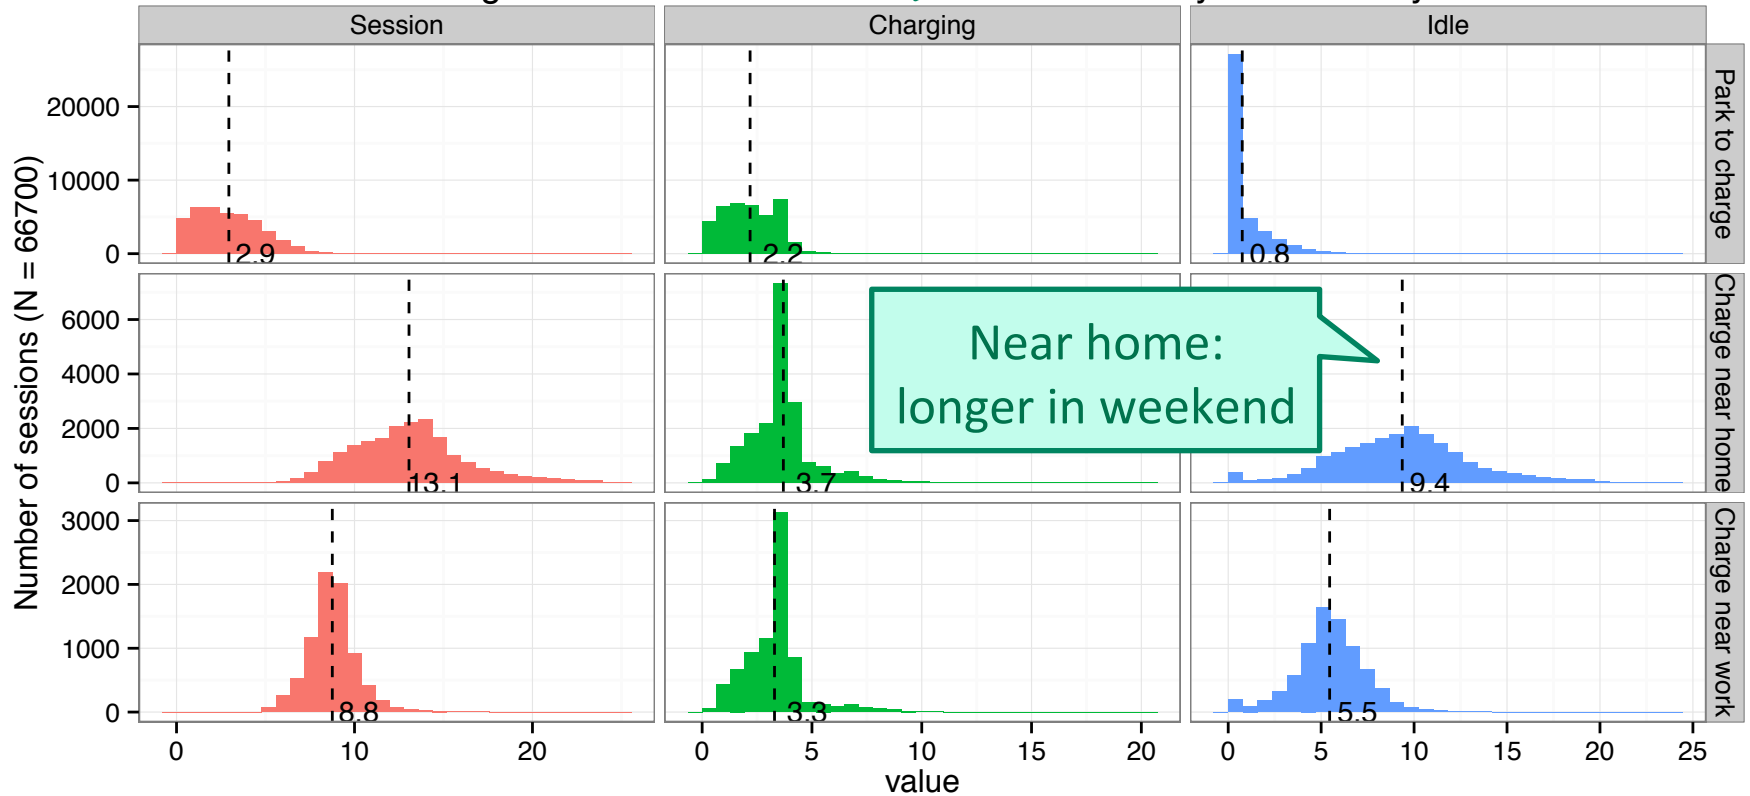 Session
Charging
Idle
Number of sessions (N = 66700)
20000
10000
0
2.9
2.2
0.8
Park to charge
6000
4000
2000
0
13.1
3.7
9.4
Near home:
longer in weekend
Charge near home
3000
2000
1000
0
8.8
3.3
5.5
Charge near work
0 10 20
0 5 10 15 20
0 5 10 15 20 25
value